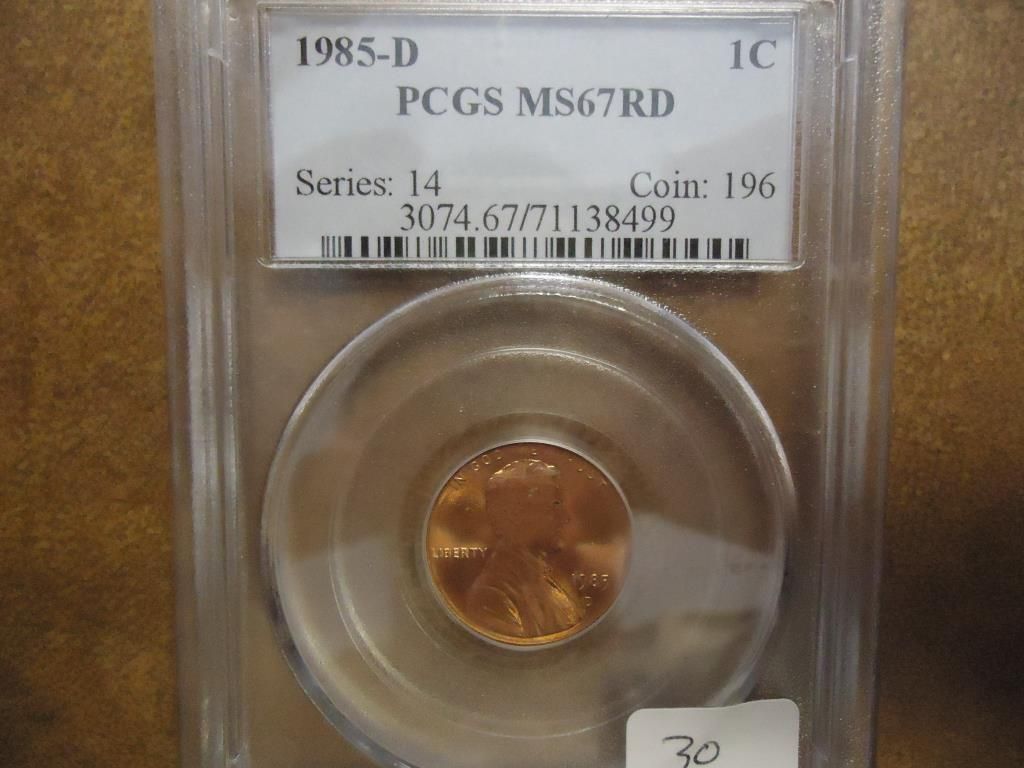 1985-D 1C
PCGS MS67RD
Series: 14 Coin: 196
3074.67/71138499
LIBERTY
1985
D
30